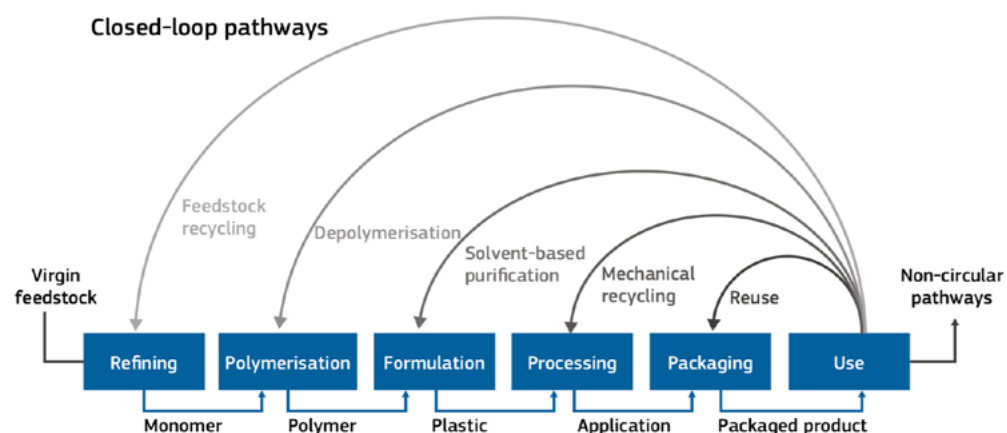 Closed-loop pathways
Feedstock
recycling
Depolymerisation
Solvent-based
purification
Mechanical
recycling
Reuse
Virgin
feedstock
Non-circular
pathways
Refining
Polymerisation
Formulation
Processing
Packaging
Use
Monomer
Polymer
Plastic
Application
Packaged product